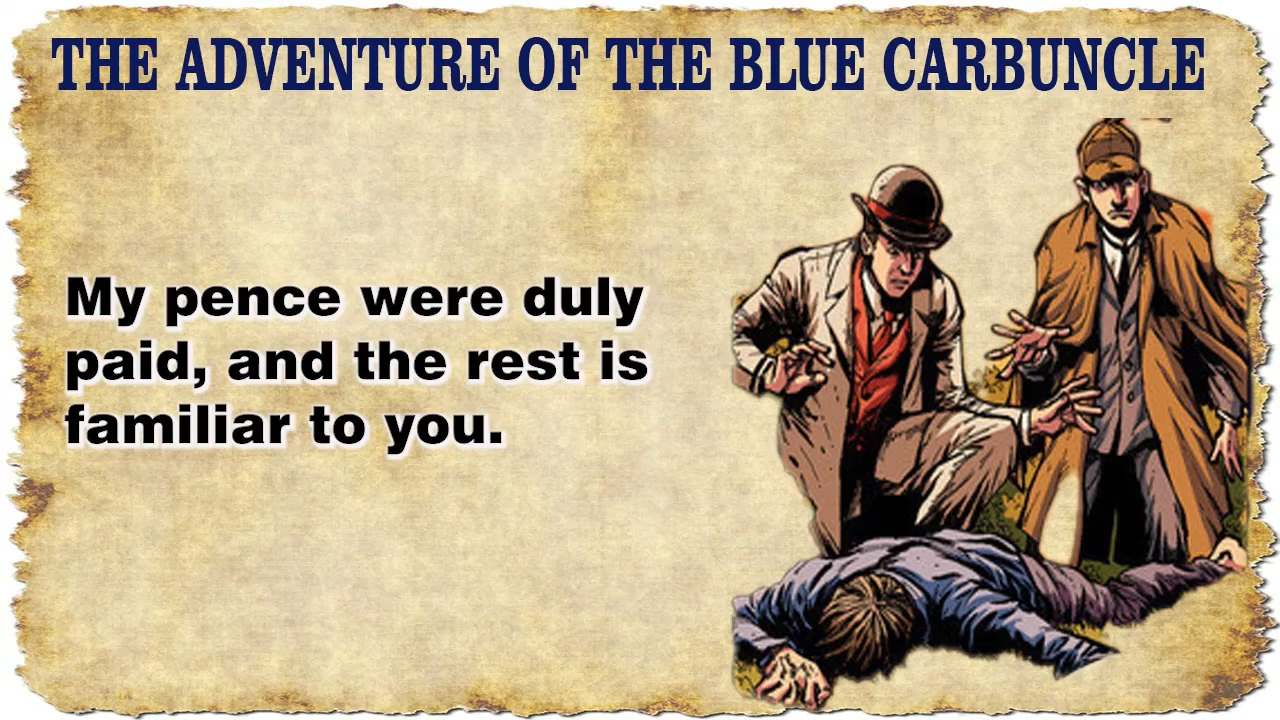 THE ADVENTURE OF THE BLUE CARBUNCLE
My pence were duly
paid, and the rest is
familiar to you.